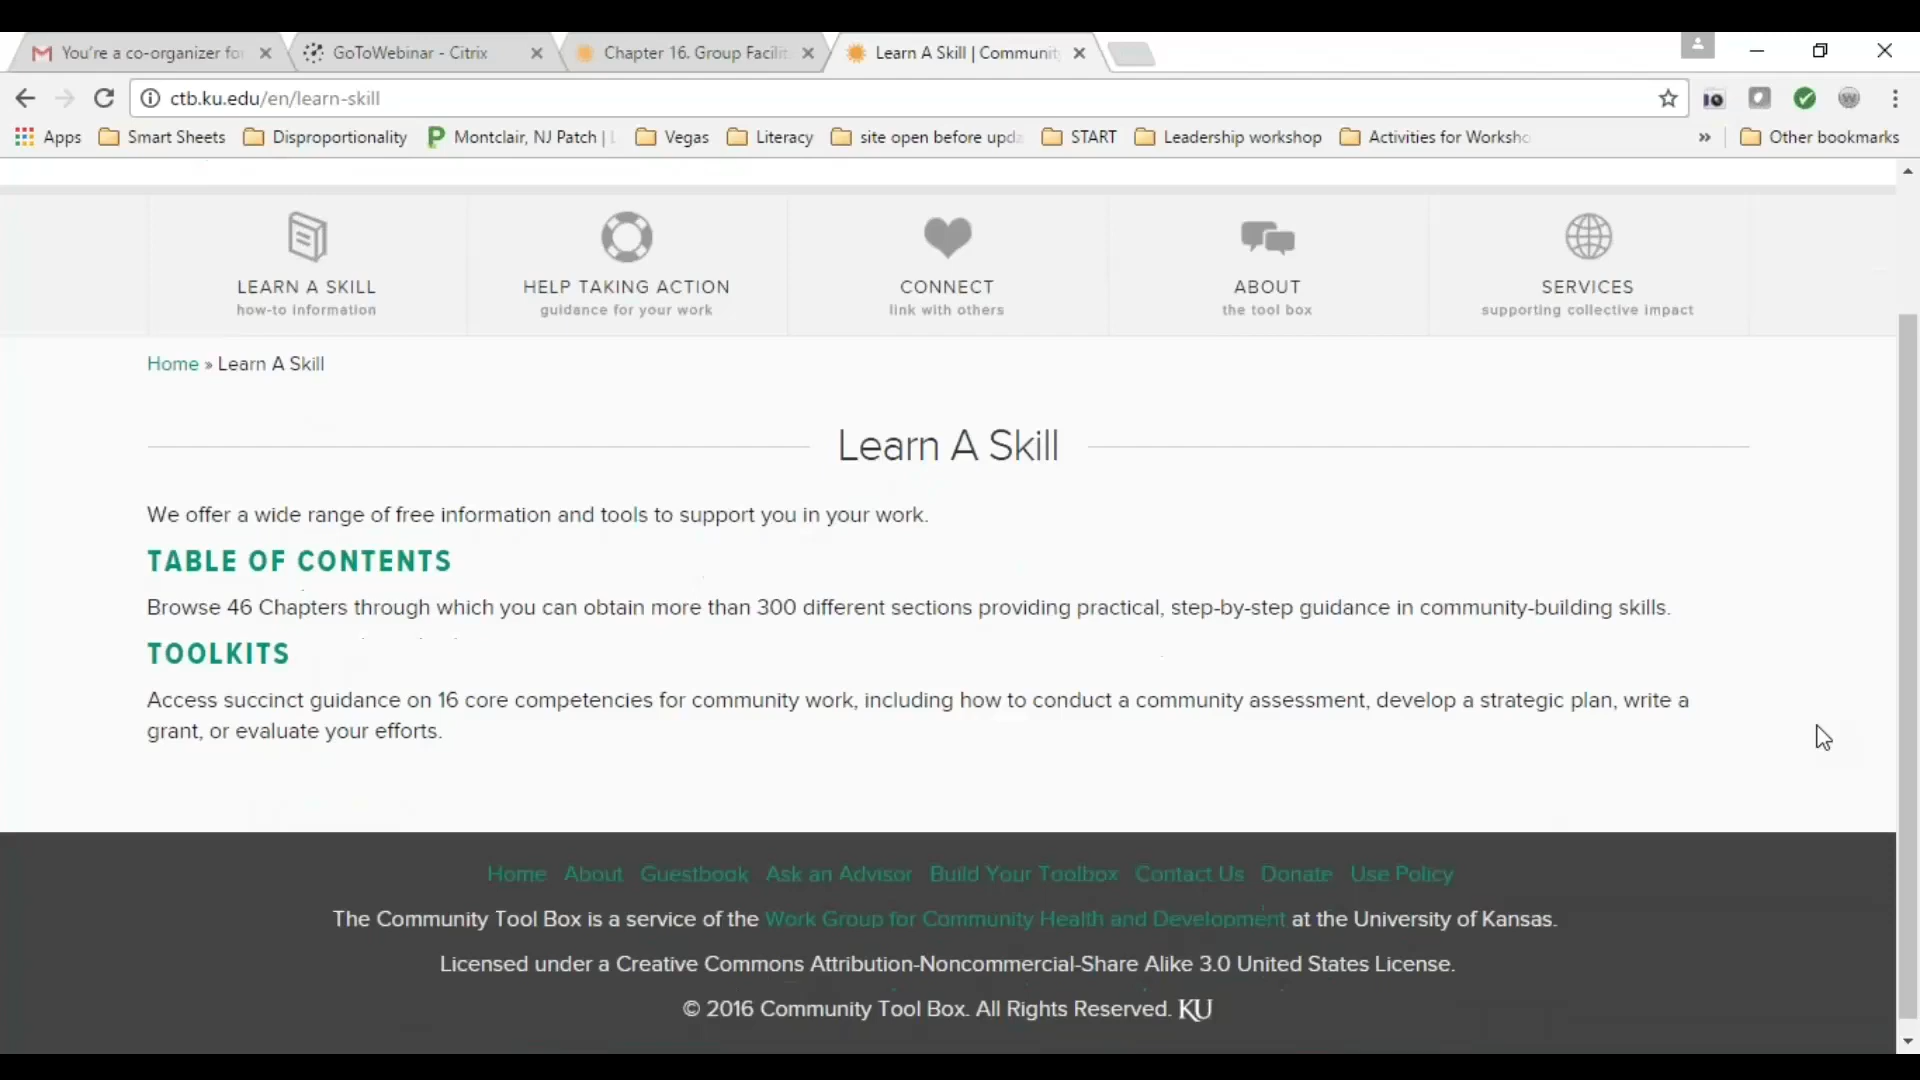 You're a co-organizer for
GoToWebinar - Citrix
Chapter 16. Group Facilit
Learn A Skill | Communit
ctb.ku.edu/en/learn-skill
Apps
Smart Sheets
Disproportionality
Montclair, NJ Patch |
Vegas
Literacy
site open before upda
START
Leadership workshop
Activities for Worksho
»
Other bookmarks
LEARN A SKILL
how-to information
HELP TAKING ACTION
guidance for your work
CONNECT
link with others
ABOUT
the tool box
SERVICES
supporting collective impact
Home » Learn A Skill
Learn A Skill
We offer a wide range of free information and tools to support you in your work.
TABLE OF CONTENTS
Browse 46 Chapters through which you can obtain more than 300 different sections providing practical, step-by-step guidance in community-building skills.
TOOLKITS
Access succinct guidance on 16 core competencies for community work, including how to conduct a community assessment, develop a strategic plan, write a
grant, or evaluate your efforts.
Home About Guestbook Ask an Advisor Build Your Toolbox Contact Us Donate Use Policy
The Community Tool Box is a service of the Work Group for Community Health and Development at the University of Kansas.
Licensed under a Creative Commons Attribution-Noncommercial-Share Alike 3.0 United States License.
© 2016 Community Tool Box. All Rights Reserved. KU